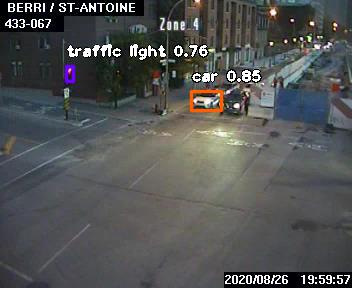 BERRI / ST-ANTOINE
433-067
Zone 4
traffic light 0.76
car 0.85
2020/08/26 19:59:57